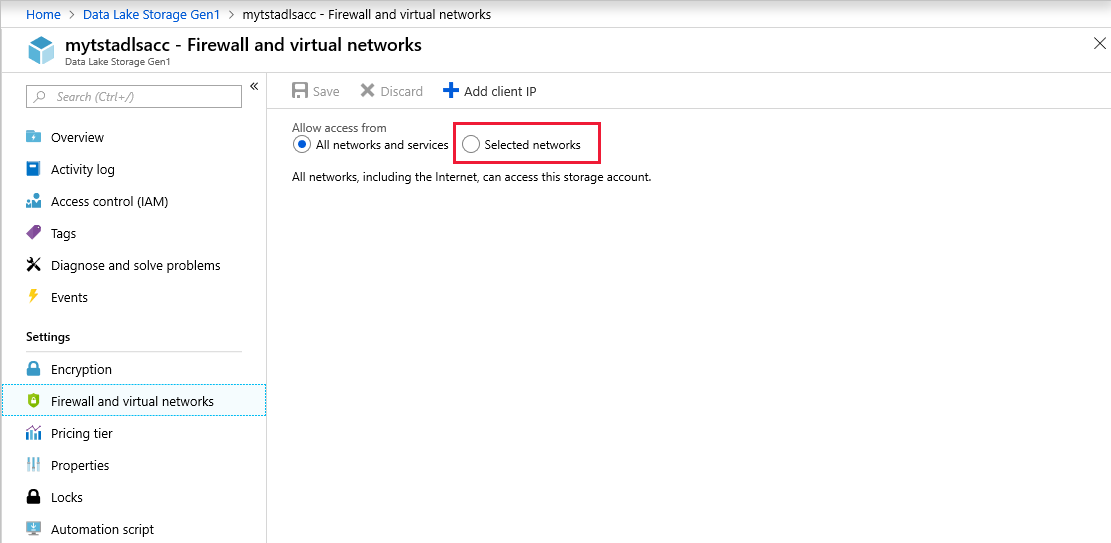 Home > Data Lake Storage Gen1 > mytstadlsacc - Firewall and virtual networks
mytstadlsacc - Firewall and virtual networks
Data Lake Storage Gen1
Search (Ctrl+/)
Overview
Activity log
Access control (IAM)
Tags
Diagnose and solve problems
Events
Settings
Encryption
Firewall and virtual networks
Pricing tier
Properties
Locks
Automation script
Save Discard Add client IP
Allow access from
All networks and services Selected networks
All networks, including the Internet, can access this storage account.